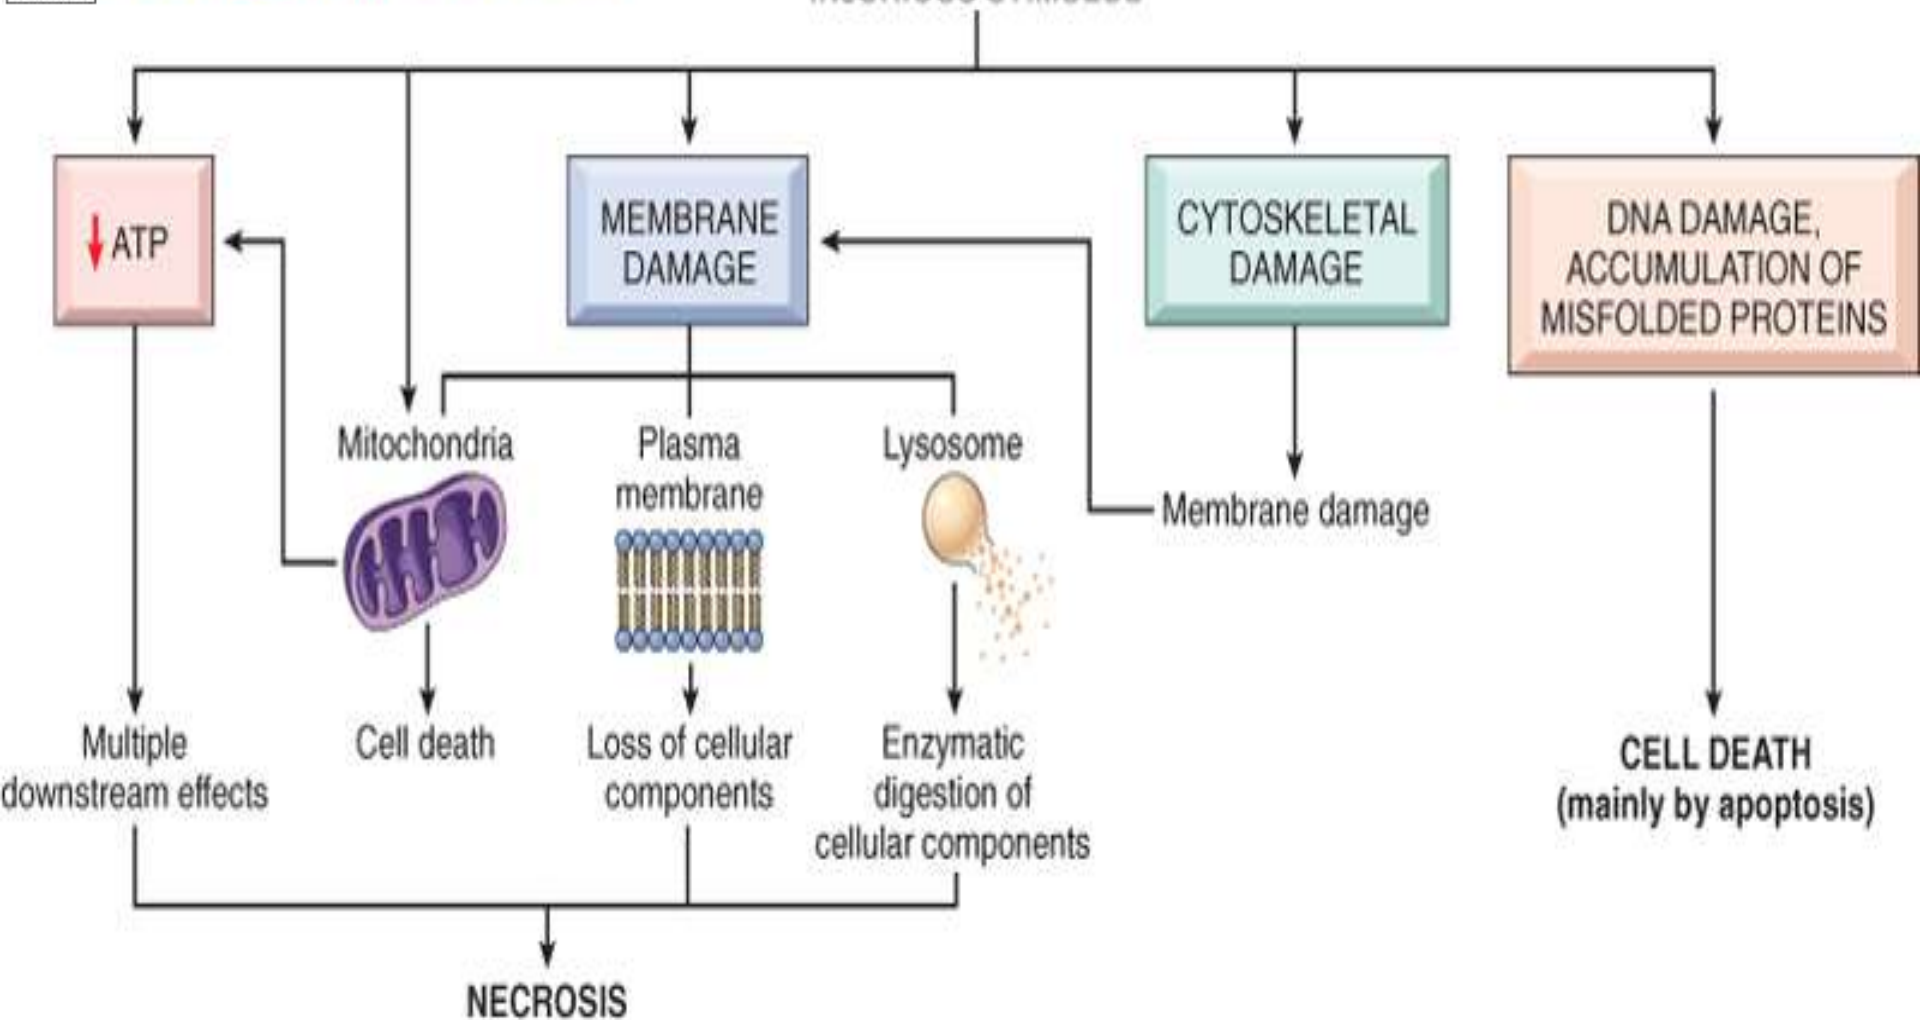 ATP
MEMBRANE
DAMAGE
CYTOSKELETAL
DAMAGE
DNA DAMAGE,
ACCUMULATION OF
MISFOLDED PROTEINS
Mitochondria
Plasma
membrane
Lysosome
Membrane damage
Multiple
downstream effects
Cell death
Loss of cellular
components
Enzymatic
digestion of
cellular components
CELL DEATH
(mainly by apoptosis)
NECROSIS